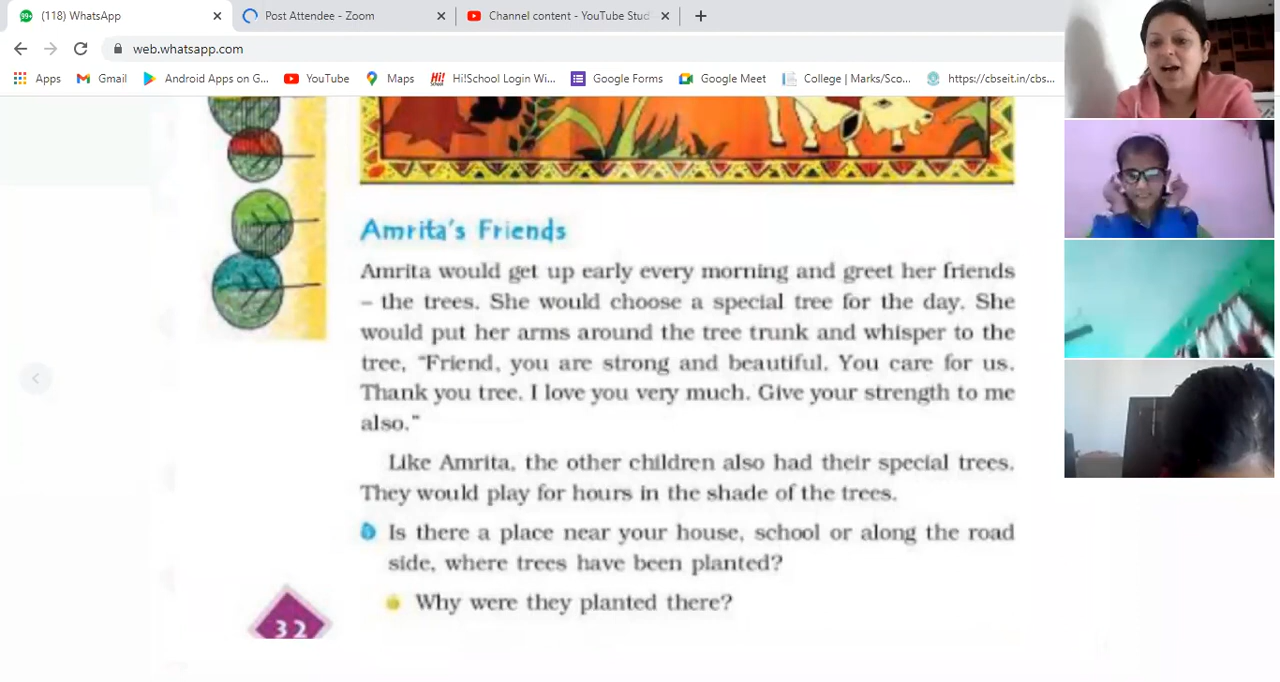 (118) WhatsApp
Post Attendee - Zoom
Channel content - YouTube Stud
web.whatsapp.com
Apps
Gmail
Android Apps on G...
YouTube
Maps
Hi! Hi!School Login Wi...
Google Forms
Google Meet
College | Marks/Sco...
https://cbseit.in/cbs...
Amrita's Friends
Amrita would get up early every morning and greet her friends
– the trees. She would choose a special tree for the day. She
would put her arms around the tree trunk and whisper to the
tree, “Friend, you are strong and beautiful. You care for us.
Thank you tree. I love you very much. Give your strength to me
also.”
Like Amrita, the other children also had their special trees.
They would play for hours in the shade of the trees.
Is there a place near your house, school or along the road
side, where trees have been planted?
Why were they planted there?
32